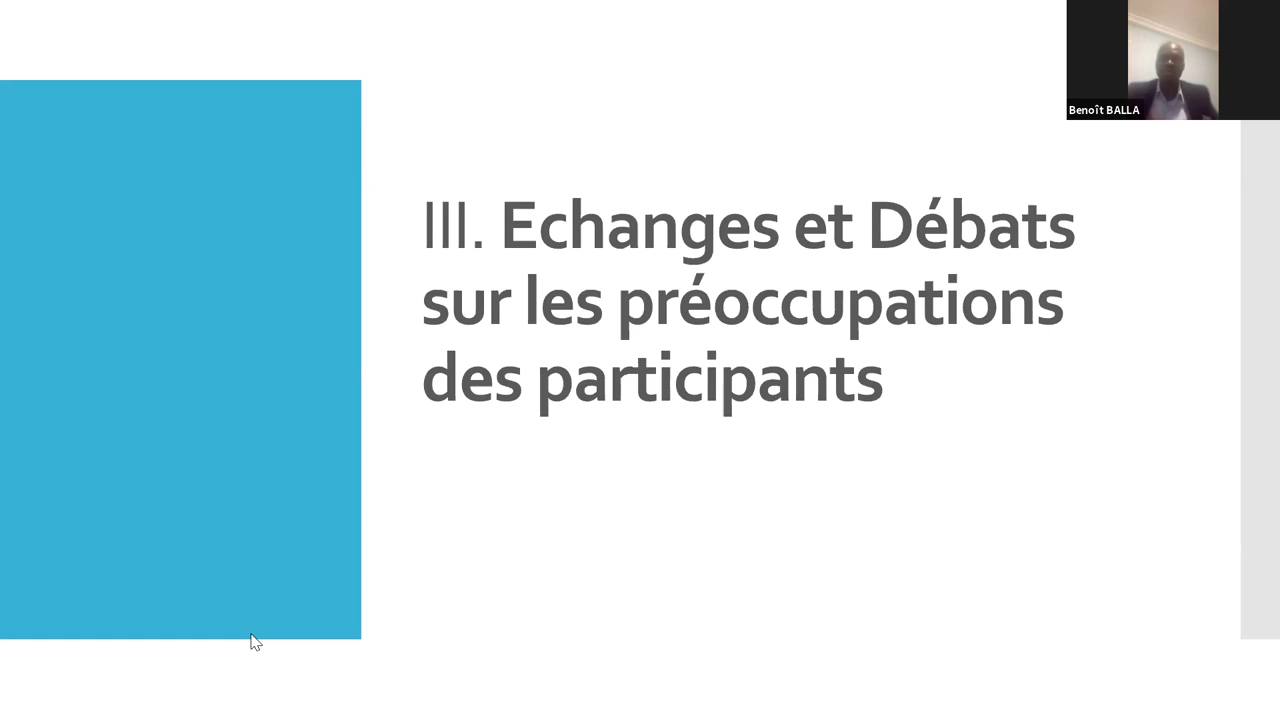 Benoît BALLA
III. Echanges et Débats
sur les préoccupations
des participants